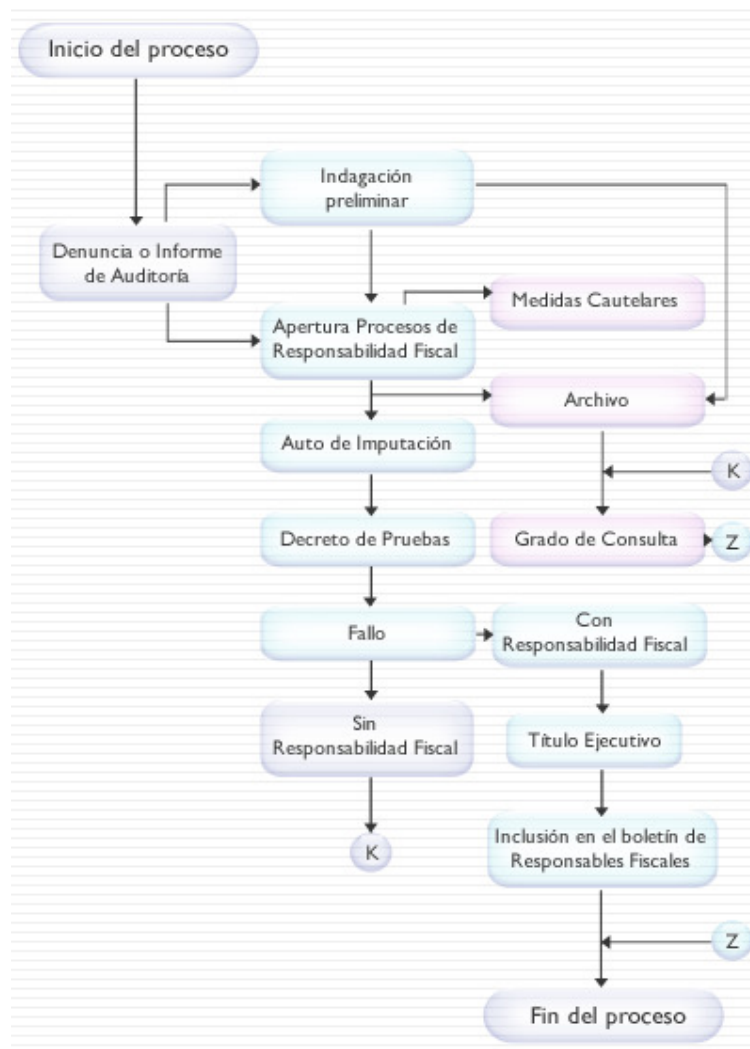 Inicio del proceso
Indagación
preliminar
Denuncia o Informe
de Auditoría
Medidas Cautelares
Apertura Procesos de
Responsabilidad Fiscal
Archivo
Auto de Imputación
K
Decreto de Pruebas
Grado de Consulta
Z
Fallo
Con
Responsabilidad Fiscal
Sin
Responsabilidad Fiscal
Título Ejecutivo
Inclusión en el boletín de
Responsables Fiscales
K
Z
Fin del proceso